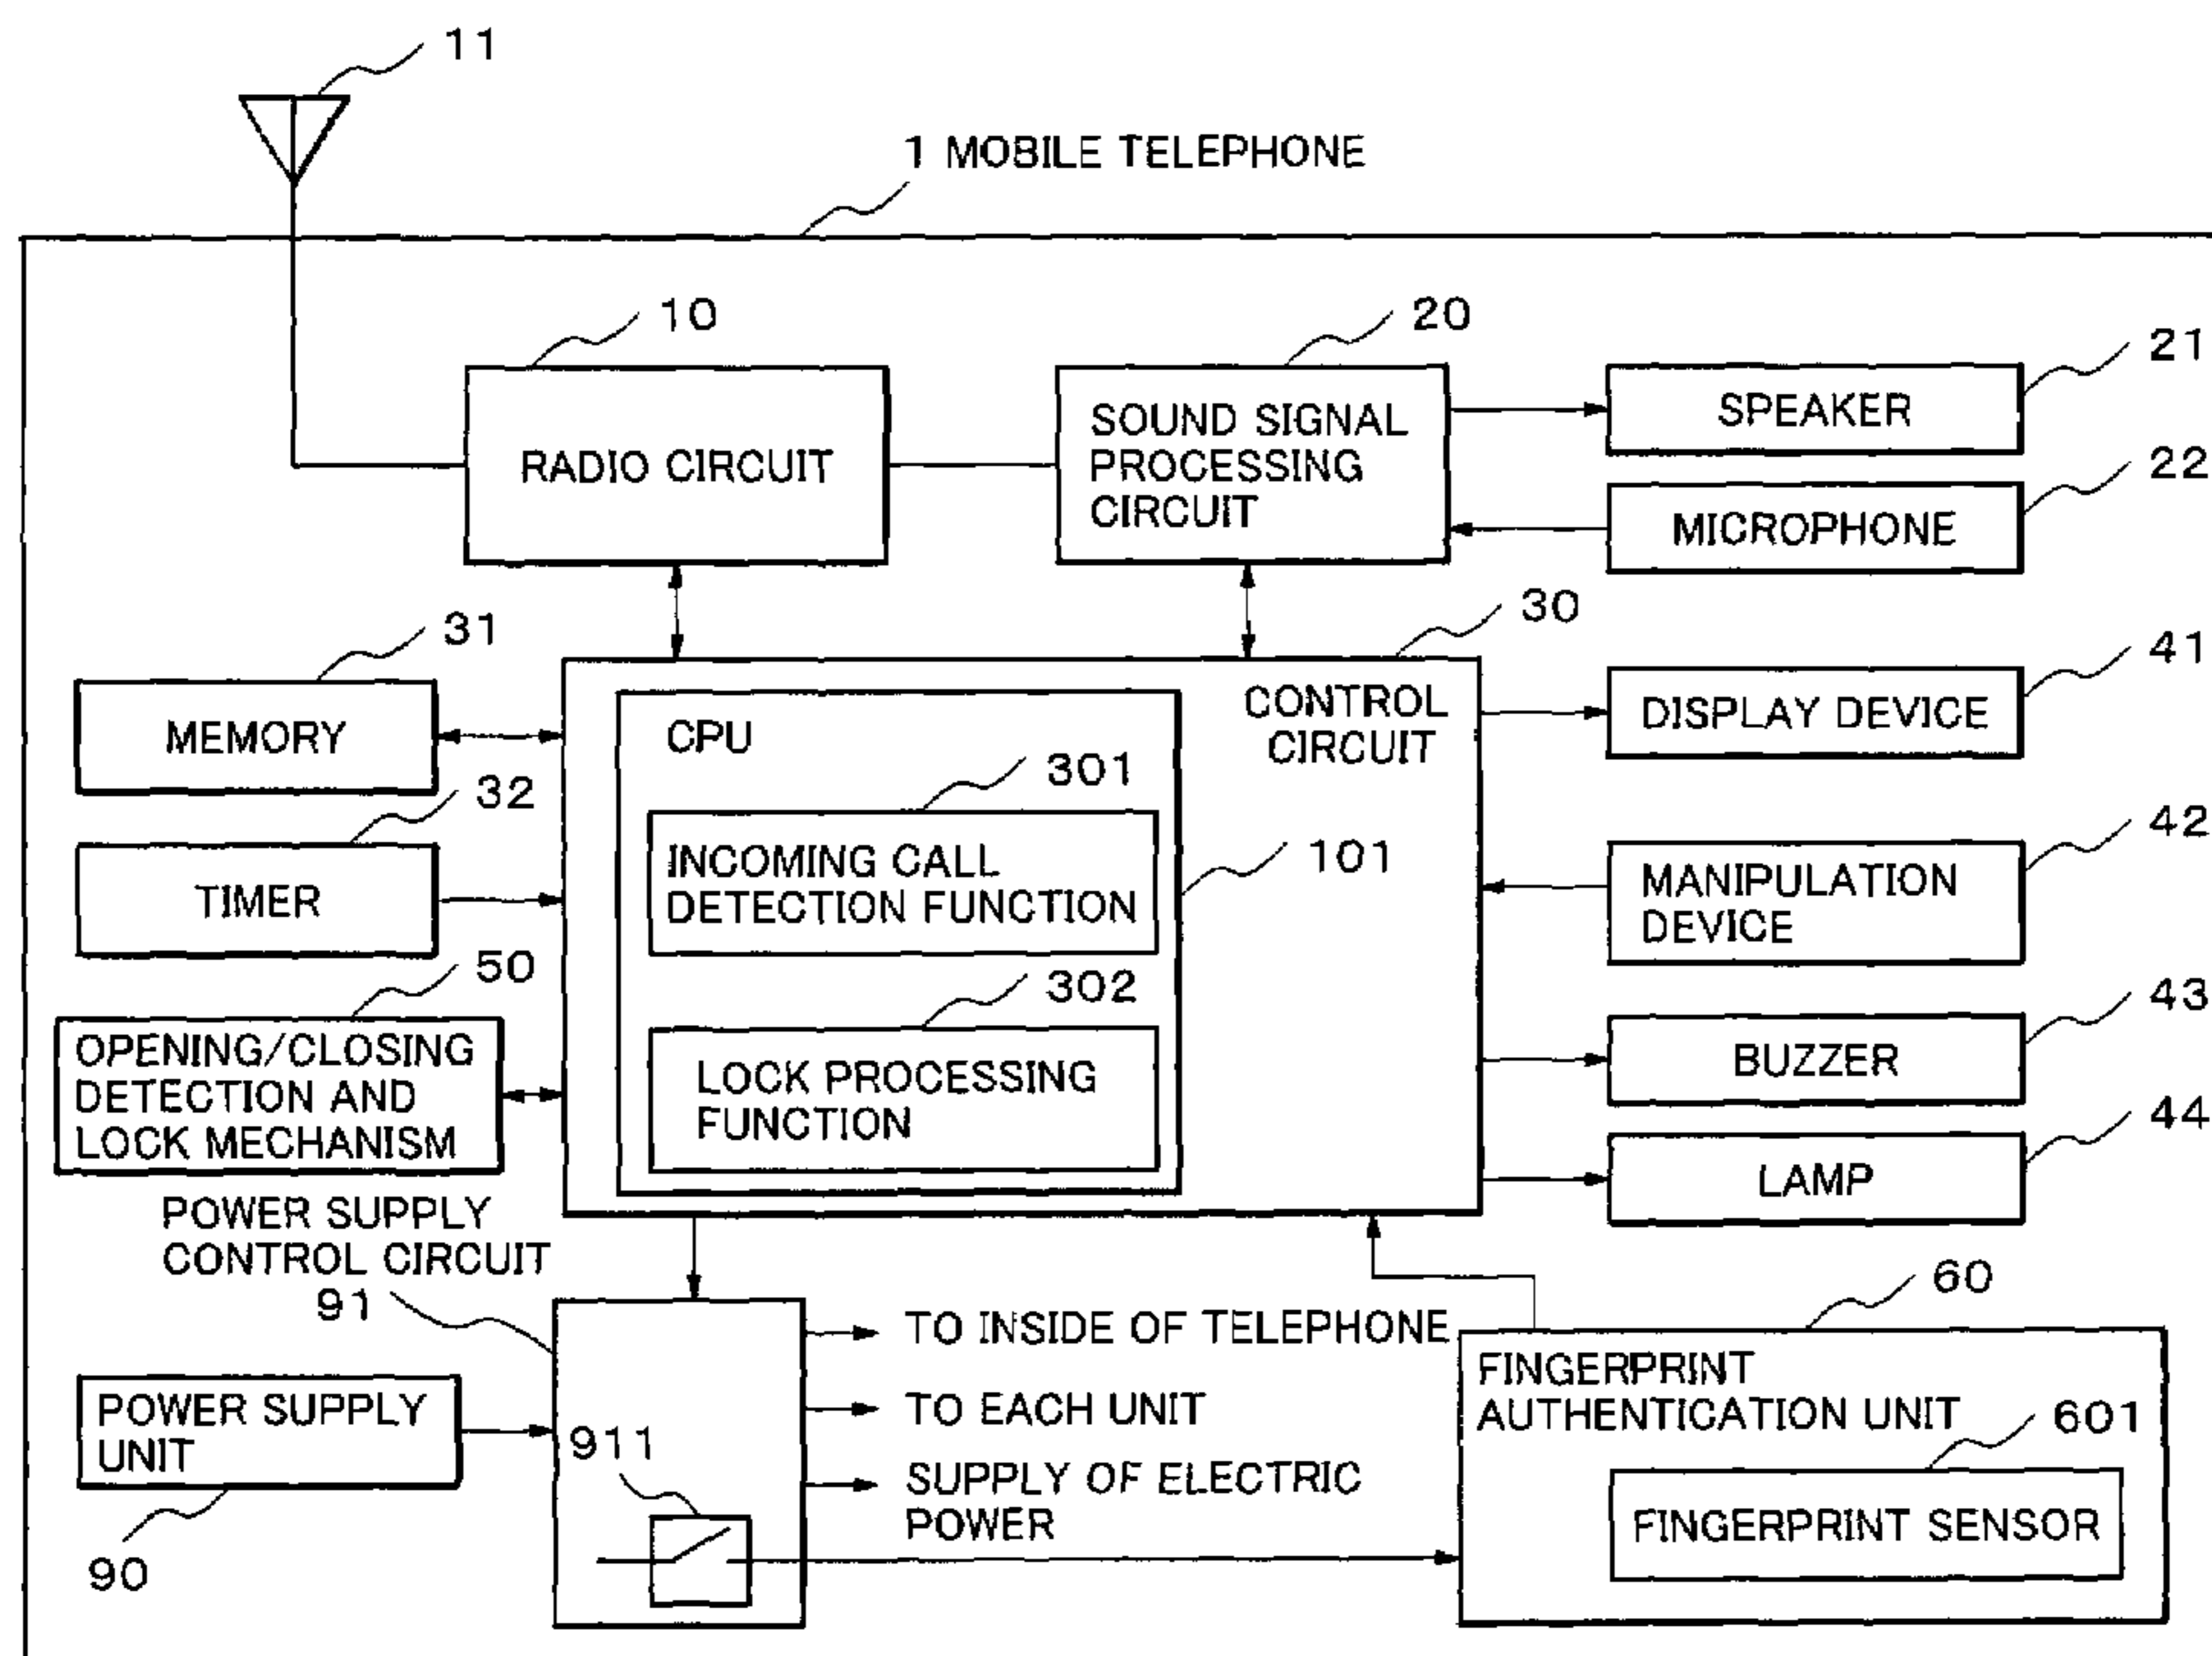 11
1 MOBILE TELEPHONE
10
20
21
RADIO CIRCUIT
SOUND SIGNAL
PROCESSING
CIRCUIT
SPEAKER
22
MICROPHONE
31
30
41
MEMORY
CPU
CONTROL
CIRCUIT
DISPLAY DEVICE
32
301
42
TIMER
INCOMING CALL
DETECTION FUNCTION
101
MANIPULATION
DEVICE
50
302
43
OPENING/CLOSING
DETECTION AND
LOCK MECHANISM
LOCK PROCESSING
FUNCTION
BUZZER
44
LAMP
POWER SUPPLY
CONTROL CIRCUIT
91
60
TO INSIDE OF TELEPHONE
FINGERPRINT
AUTHENTICATION UNIT
POWER SUPPLY
UNIT
TO EACH UNIT
911
601
SUPPLY OF ELECTRIC
POWER
FINGERPRINT SENSOR
90